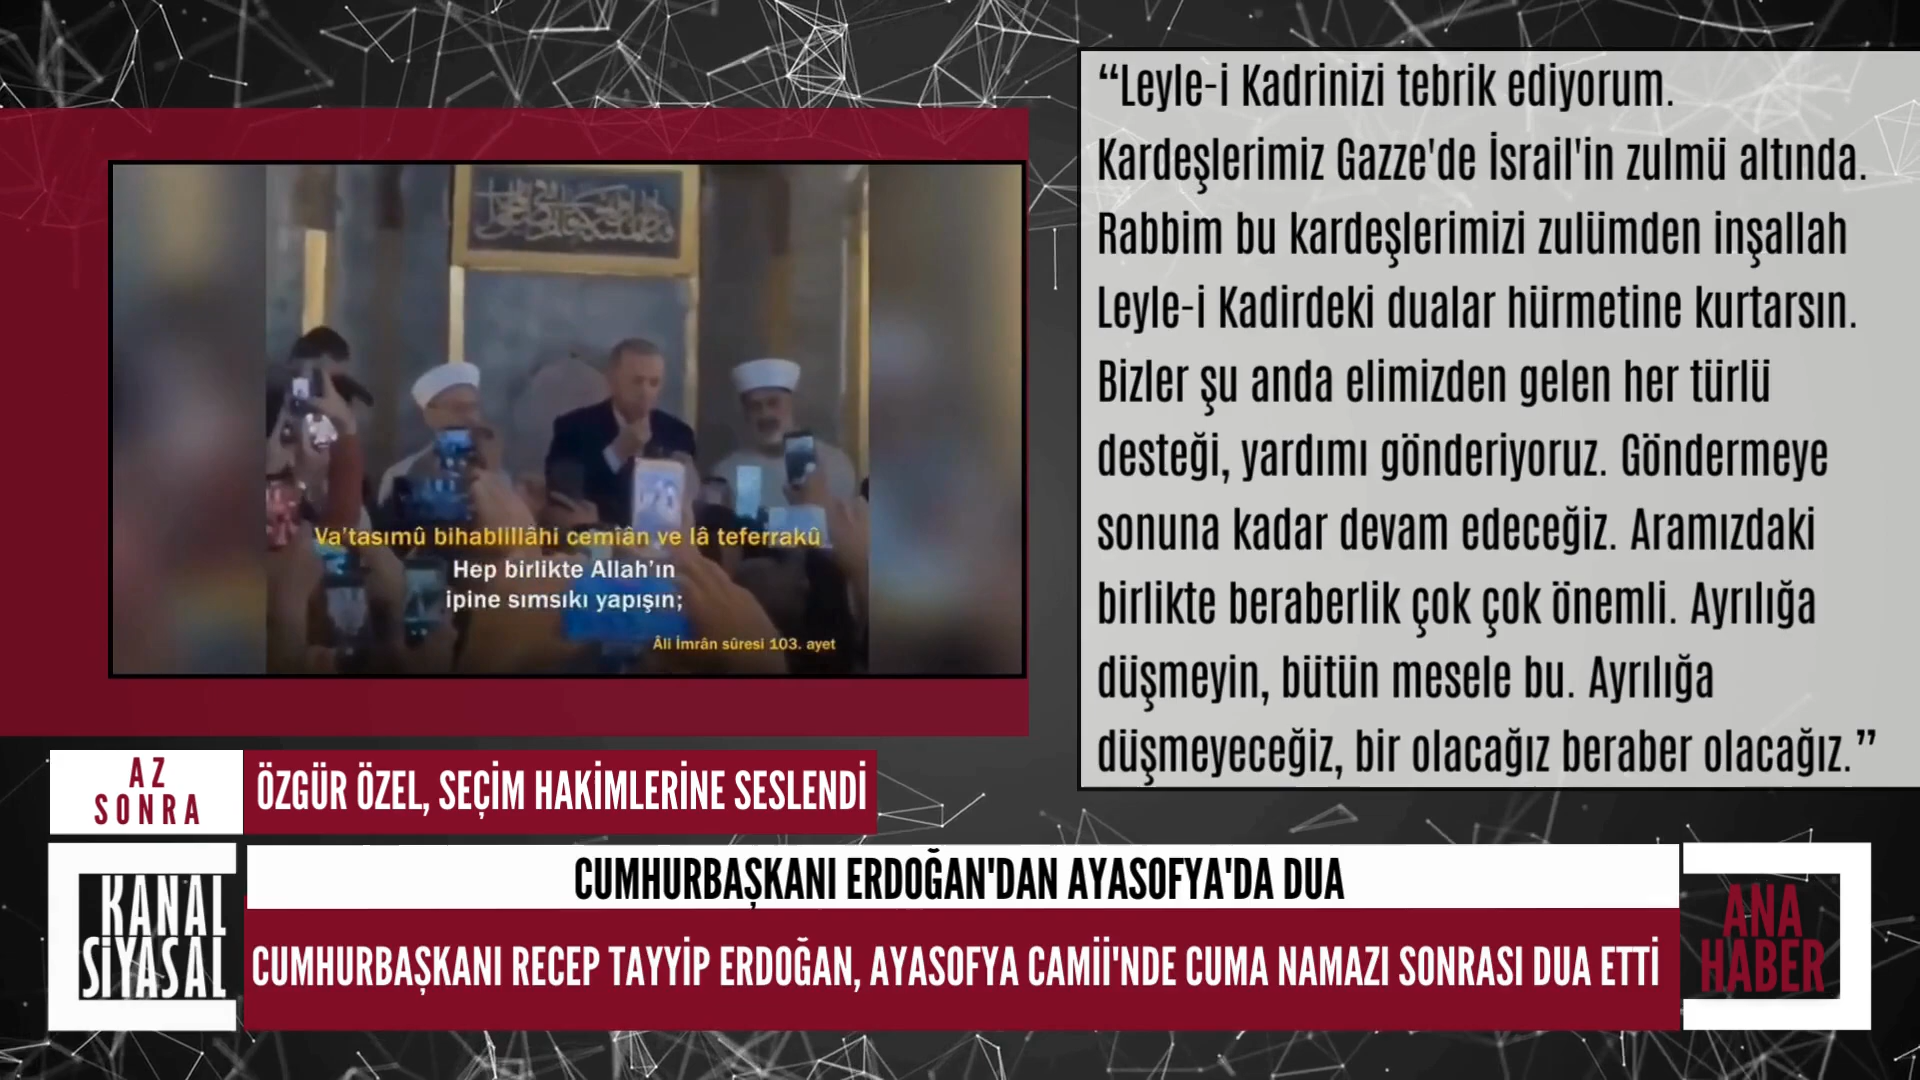 “Leyle-i Kadrinizi tebrik ediyorum.
Kardeşlerimiz Gazze'de İsrail'in zulmü altında.
Rabbim bu kardeşlerimizi zulümden inşallah
Leyle-i Kadirdeki dualar hürmetine kurtarsın.
Bizler şu anda elimizden gelen her türlü
desteği, yardımı gönderiyoruz. Göndermeye
sonuna kadar devam edeceğiz. Aramızdaki
birlikte beraberlik çok çok önemli. Ayrılığa
düşmeyin, bütün mesele bu. Ayrılığa
düşmeyeceğiz, bir olacağız beraber olacağız.”
Va'tasımû bihablillâhi cemîân ve lâ teferrakû
Hep birlikte Allah'ın
ipine sımsıkı yapışın;
Âli İmrân sûresi 103. ayet
AZ
SONRA
ÖZGÜR ÖZEL, SEÇİM HAKİMLERİNE SESLENDİ
CUMHURBAŞKANI ERDOĞAN'DAN AYASOFYA'DA DUA
KANAL
SİYASAL
CUMHURBAŞKANI RECEP TAYYİP ERDOĞAN, AYASOFYA CAMİİ'NDE CUMA NAMAZI SONRASI DUA ETTİ
ANA
HABER